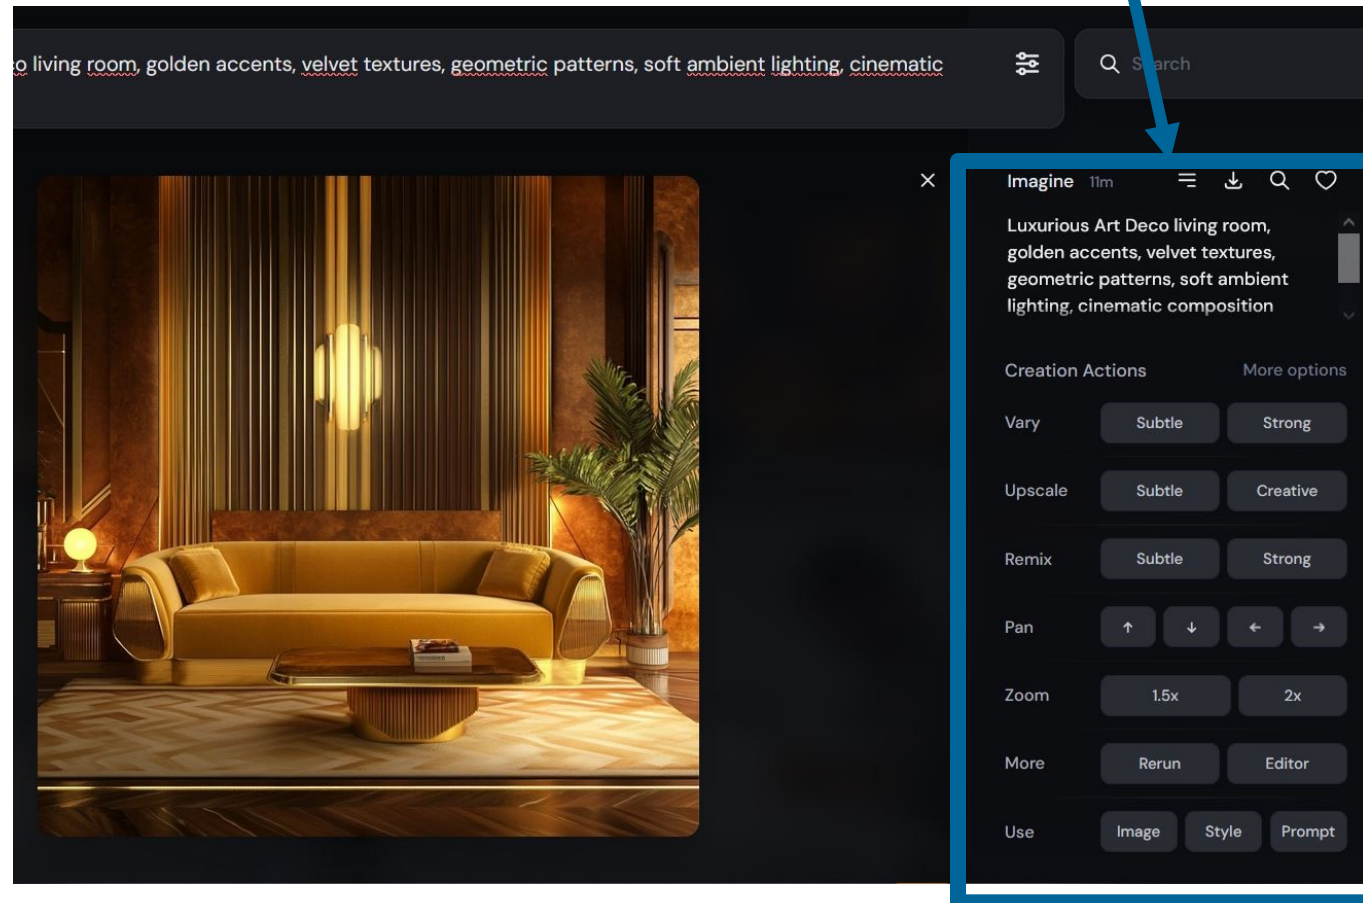 o living room, golden accents, velvet textures, geometric patterns, soft ambient lighting, cinematic
Search
Imagine 11m
Luxurious Art Deco living room,
golden accents, velvet textures,
geometric patterns, soft ambient
lighting, cinematic composition
Creation Actions More options
Vary Subtle Strong
Upscale Subtle Creative
Remix Subtle Strong
Pan ↑ ↓ ← →
Zoom 1.5x 2x
More Rerun Editor
Use Image Style Prompt